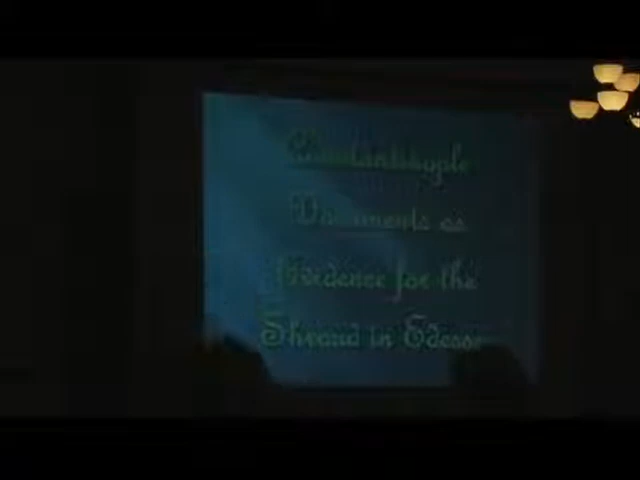 Constantinople
Documents as
Evidence for the
Shroud in Edessa